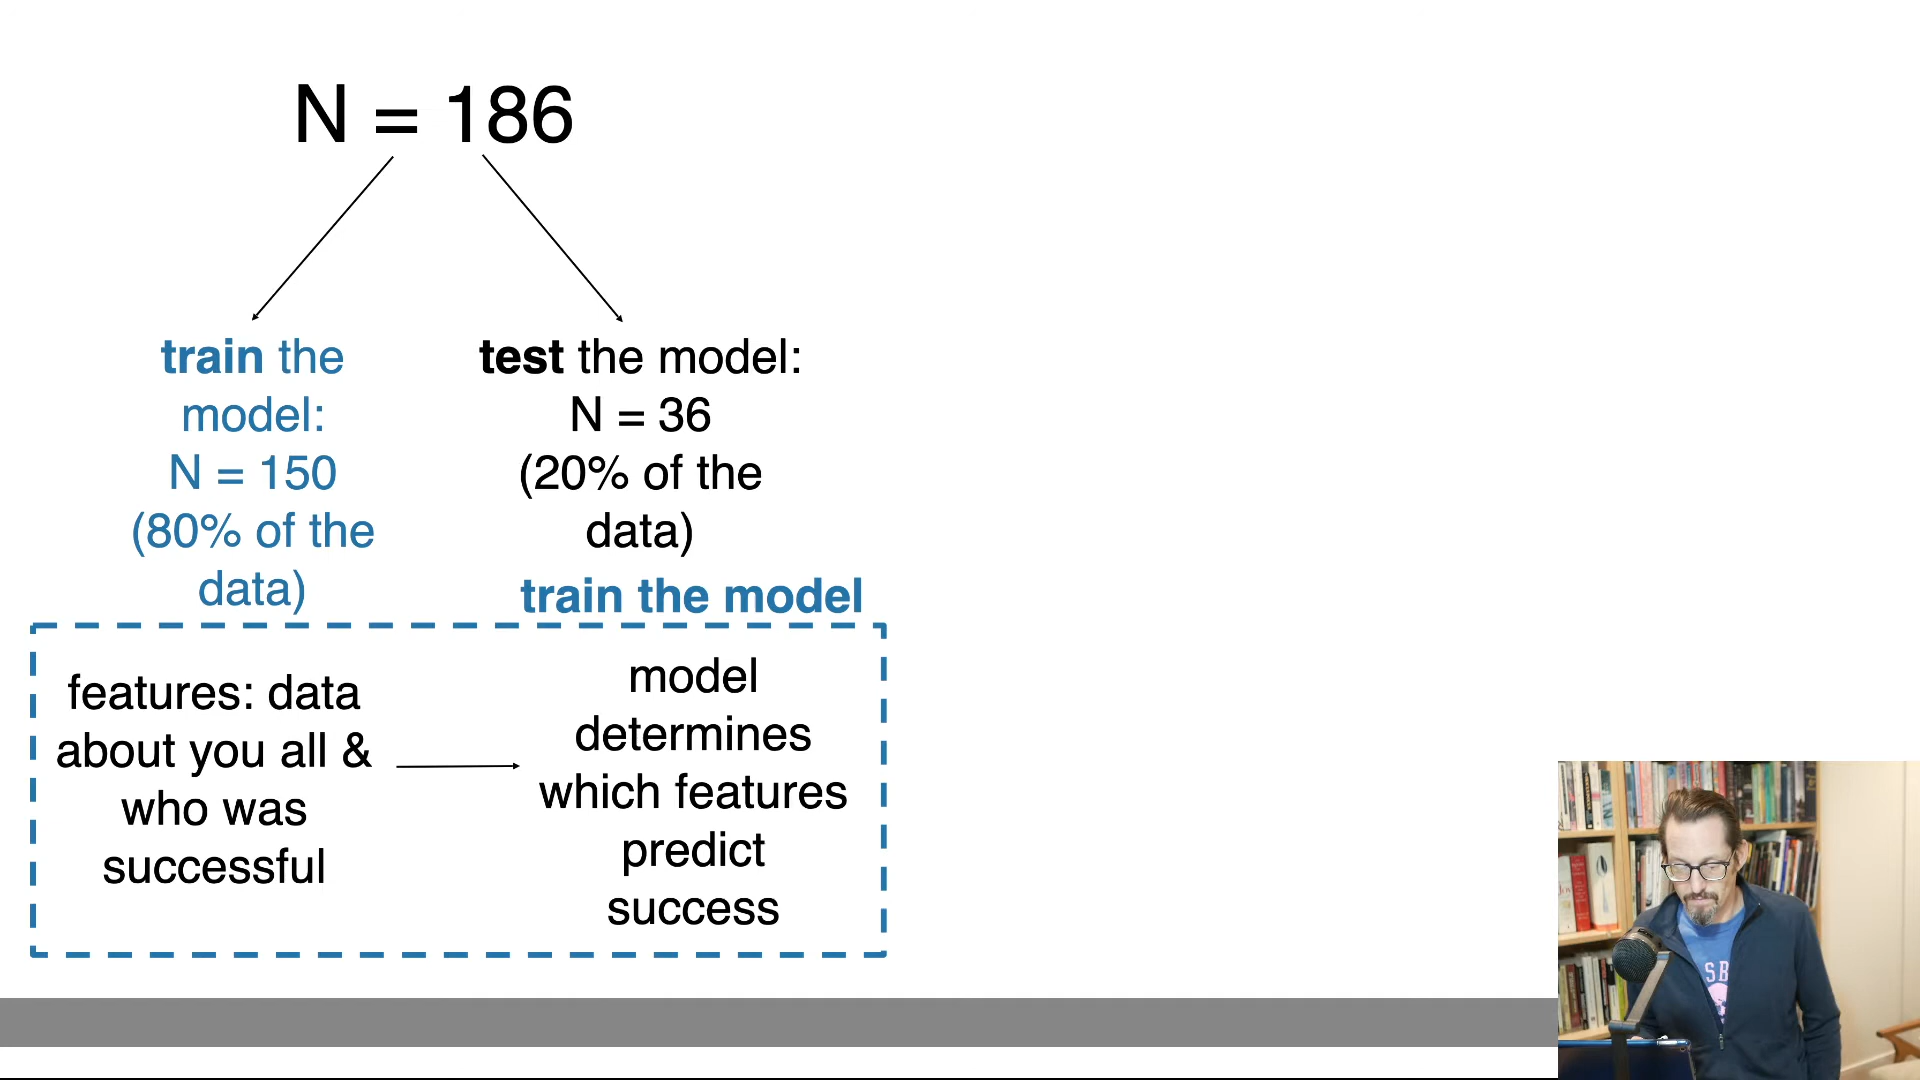 N = 186
train the
model:
N = 150
(80% of the
data)
test the model:
N = 36
(20% of the
data)
train the model
features: data
about you all &
who was
successful
model
determines
which features
predict
success
SB